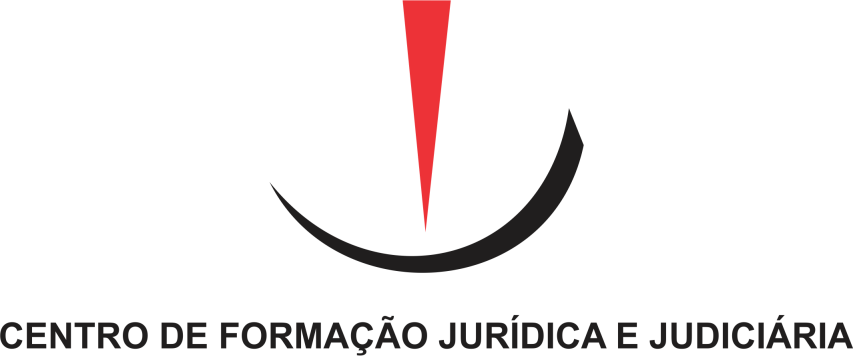 CENTRO DE FORMAÇÃO JURÍDICA E JUDICIÁRIA